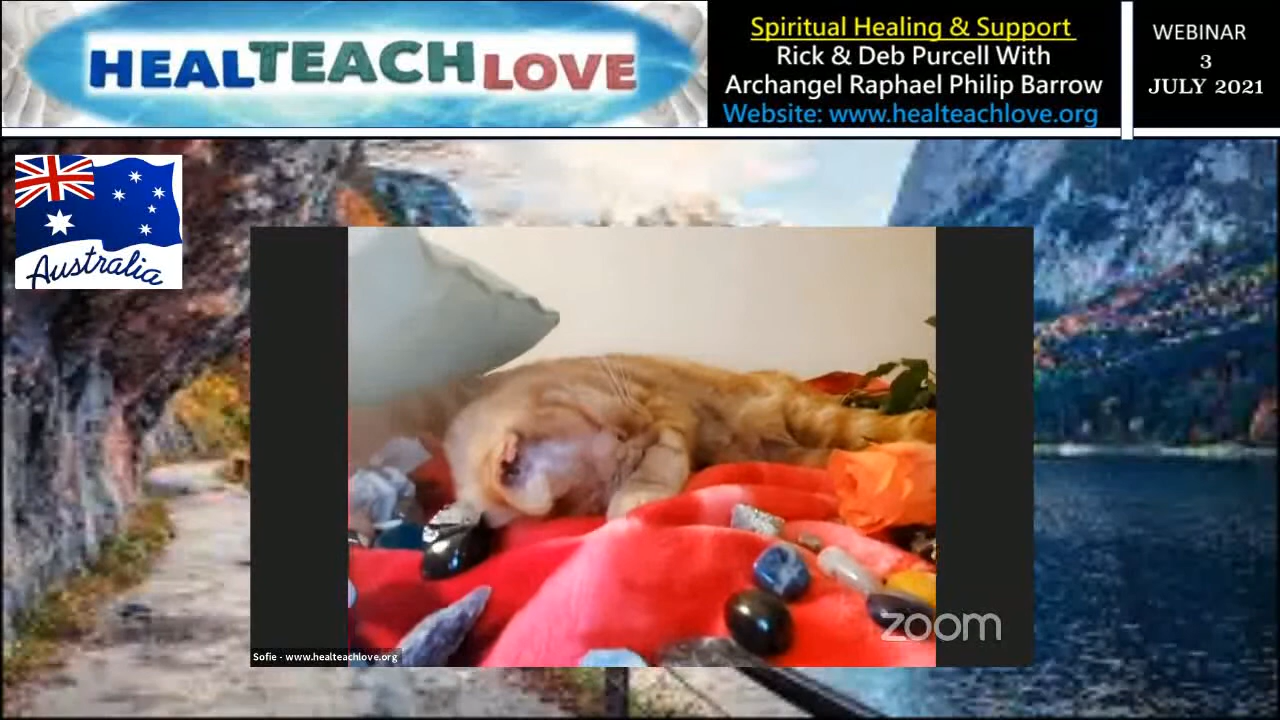 HEALTEACHLOVE
Spiritual Healing & Support
Rick & Deb Purcell With
Archangel Raphael Philip Barrow
Website: www.healteachlove.org
WEBINAR
3
JULY 2021
Australia
zoom
Sofie - www.healteachlove.org